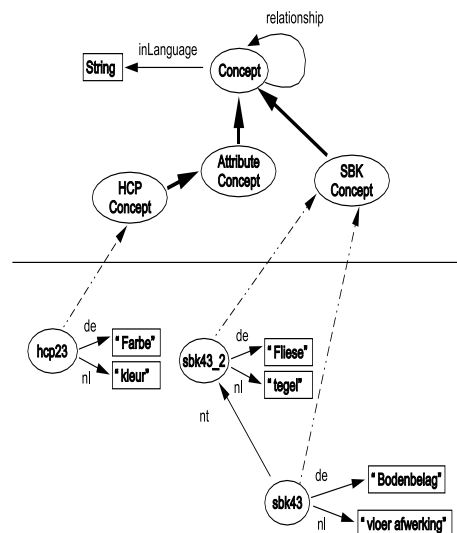 relationship
inLanguage
String
Concept
Attribute
Concept
HCP
Concept
SBK
Concept
hcp23
de
"Farbe"
nl
"kleur"
sbk43_2
de
"Fliese"
nl
"tegel"
nt
sbk43
de
"Bodenbelag"
nl
"vloer afwerking"